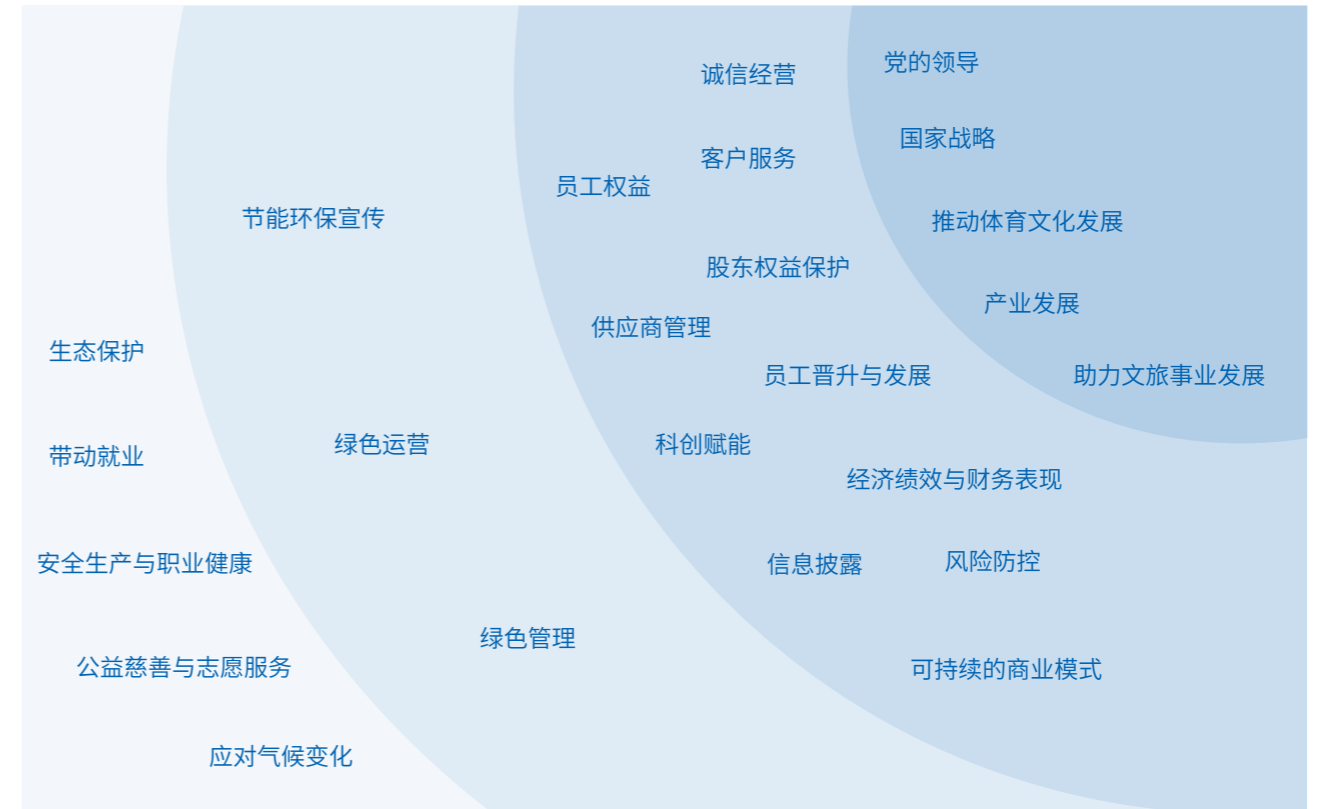 党的领导
诚信经营
国家战略
客户服务
员工权益
节能环保宣传
推动体育文化发展
股东权益保护
产业发展
供应商管理
生态保护
员工晋升与发展
助力文旅事业发展
绿色运营
科创赋能
带动就业
经济绩效与财务表现
安全生产与职业健康
信息披露
风险防控
绿色管理
公益慈善与志愿服务
可持续的商业模式
应对气候变化